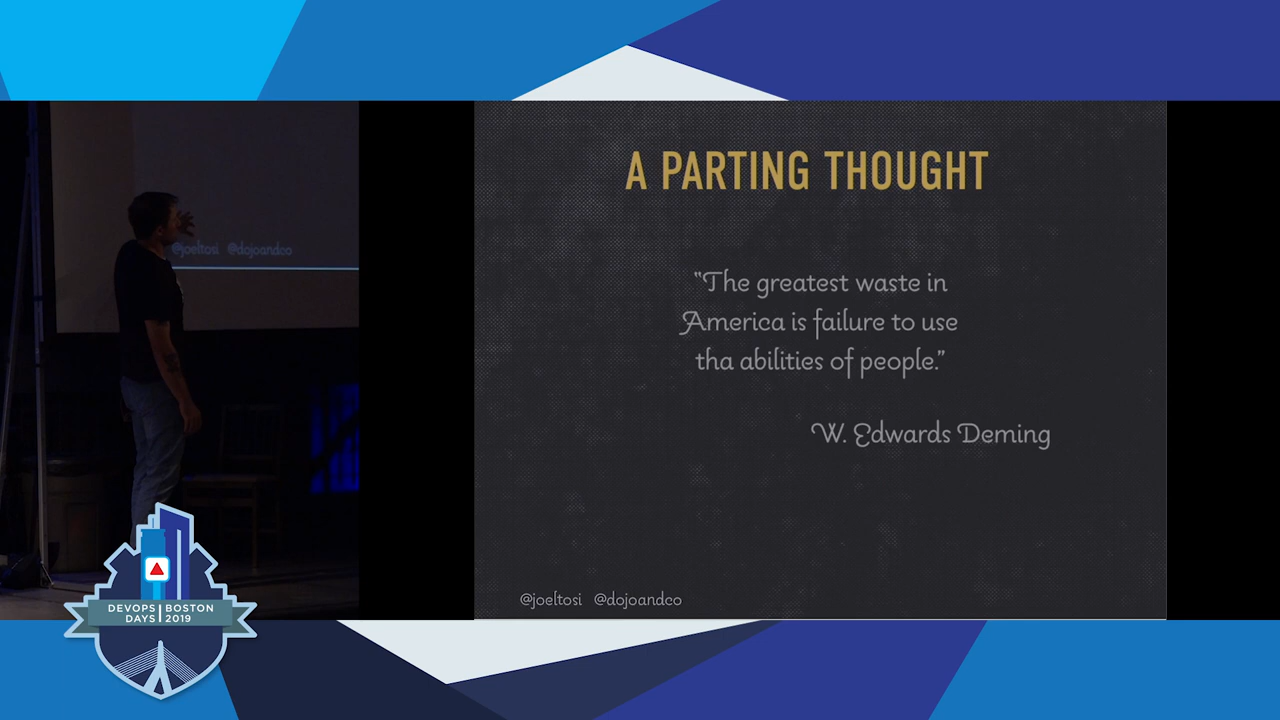 A PARTING THOUGHT
“The greatest waste in
America is failure to use
tha abilities of people.”
W. Edwards Deming
@joeltosi @dojoandco
@joeltosi @dojoandco
DEVOPS BOSTON
DAYS 2019